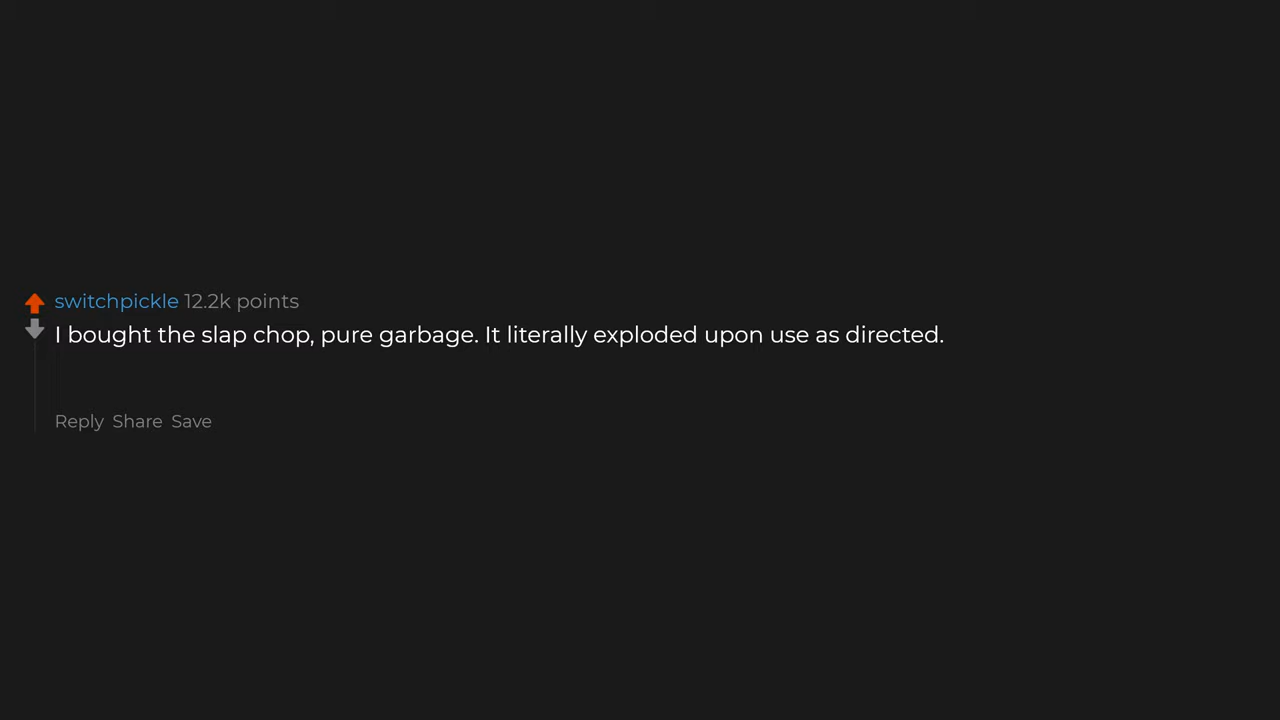 switchpickle 12.2k points
I bought the slap chop, pure garbage. It literally exploded upon use as directed.
Reply Share Save